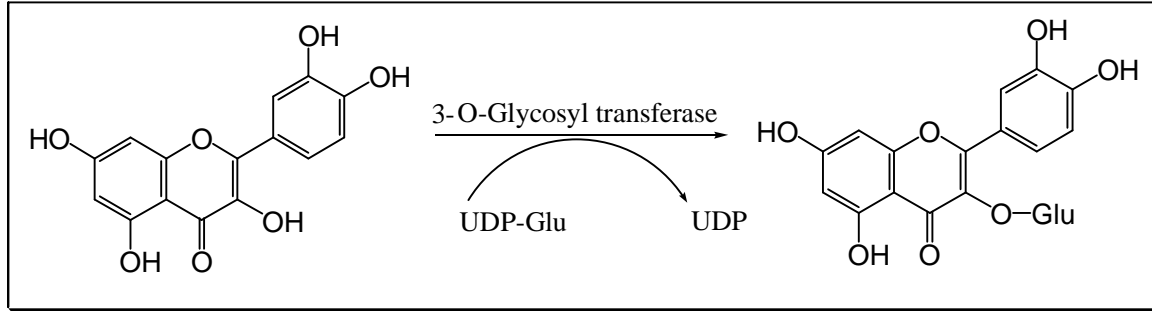 OH
OH
HO
O
OH
OH
O
3-O-Glycosyl transferase
UDP-Glu
UDP
OH
OH
HO
O
O-Glu
OH
O